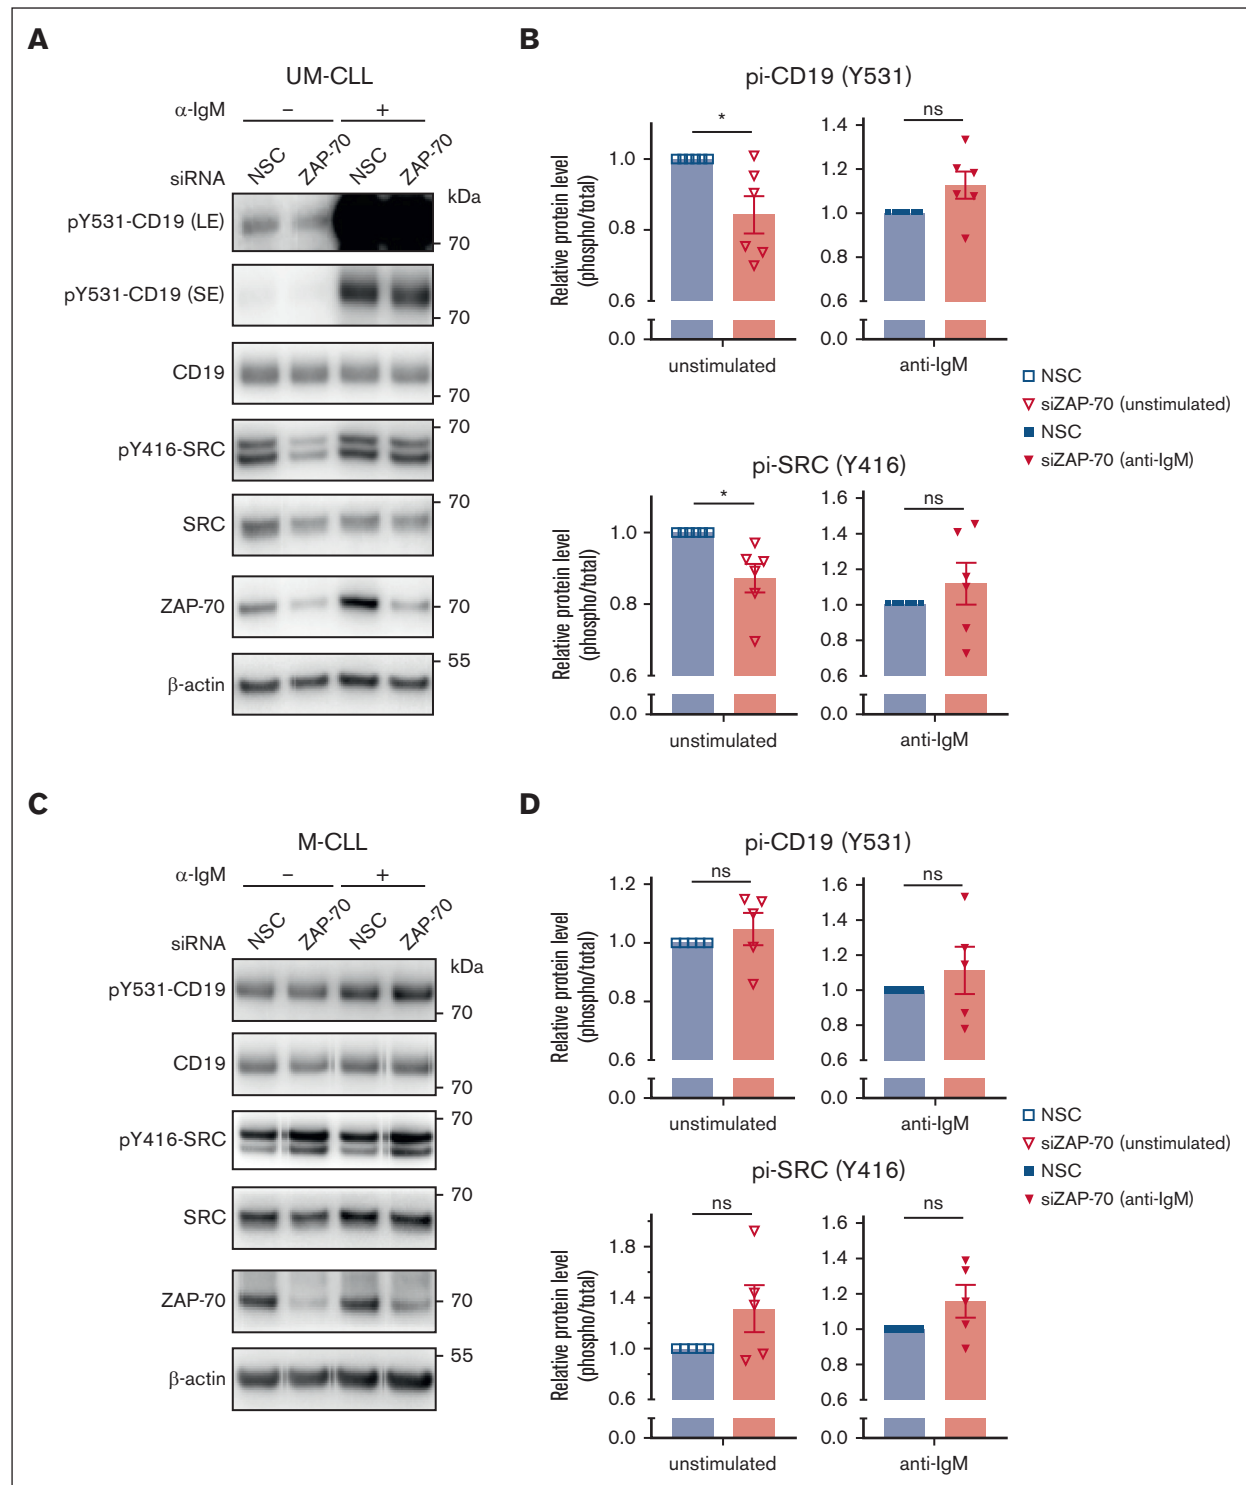 A
UM-CLL
α-IgM − +
siRNA NSC ZAP-70 NSC ZAP-70
kDa
pY531-CD19 (LE)
70
pY531-CD19 (SE)
70
CD19
70
70
pY416-SRC
70
SRC
ZAP-70
70
55
β-actin
B
pi-CD19 (Y531)
Relative protein level
(phospho/total)
*
1.0
0.8
0.6
0.0
unstimulated
ns
1.4
1.2
1.0
0.8
0.6
0.0
anti-IgM
NSC
siZAP-70 (unstimulated)
NSC
siZAP-70 (anti-IgM)
pi-SRC (Y416)
Relative protein level
(phospho/total)
*
1.0
0.8
0.6
0.0
unstimulated
ns
1.6
1.4
1.2
1.0
0.8
0.6
0.0
anti-IgM
C
M-CLL
α-IgM − +
siRNA NSC ZAP-70 NSC ZAP-70
kDa
pY531-CD19
70
CD19
70
70
pY416-SRC
70
SRC
ZAP-70
70
55
β-actin
D
pi-CD19 (Y531)
Relative protein level
(phospho/total)
ns
1.2
1.0
0.8
0.6
0.0
unstimulated
ns
1.6
1.4
1.2
1.0
0.8
0.6
0.0
anti-IgM
NSC
siZAP-70 (unstimulated)
NSC
siZAP-70 (anti-IgM)
pi-SRC (Y416)
Relative protein level
(phospho/total)
ns
1.8
1.4
1.0
0.6
0.0
unstimulated
ns
1.6
1.4
1.2
1.0
0.8
0.6
0.0
anti-IgM